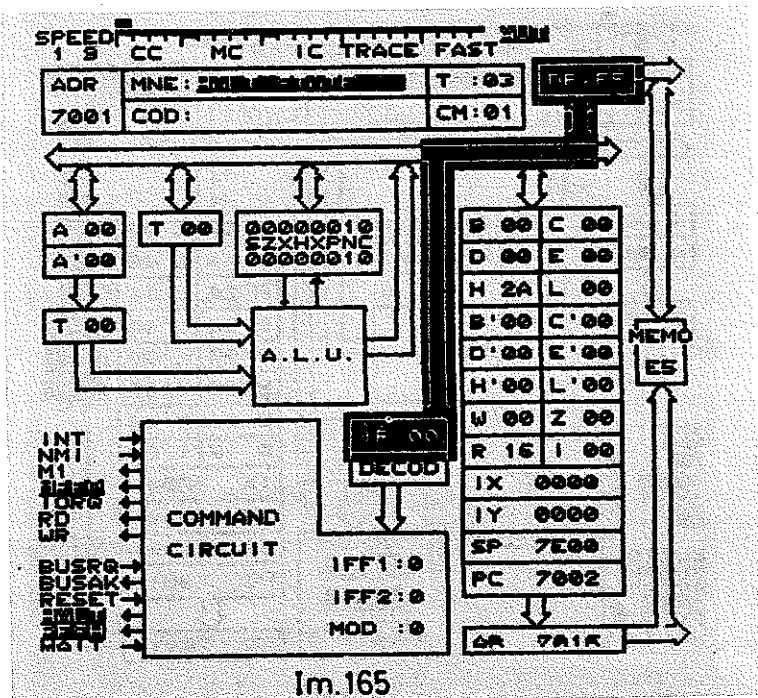 SPEED
1 9 CC MC IC TRACE FAST
ADR MNE: T :03
7001 COD: CM:01
A 00
A'00
T 00
T 00
00000010
SZXHXPNC
00000010
A.L.U.
B 00 C 00
D 00 E 00
H 2A L 00
B'00 C'00
D'00 E'00
H'00 L'00
W 00 Z 00
R 16 I 00
IX 0000
IY 0000
SP 7E00
PC 7002
MEMO
E5
00
DECOD
COMMAND
CIRCUIT
IFF1:0
IFF2:0
MOD :0
INT
NMI
M1
RD
WR
BUSRQ
BUSAK
RESET
Im.165